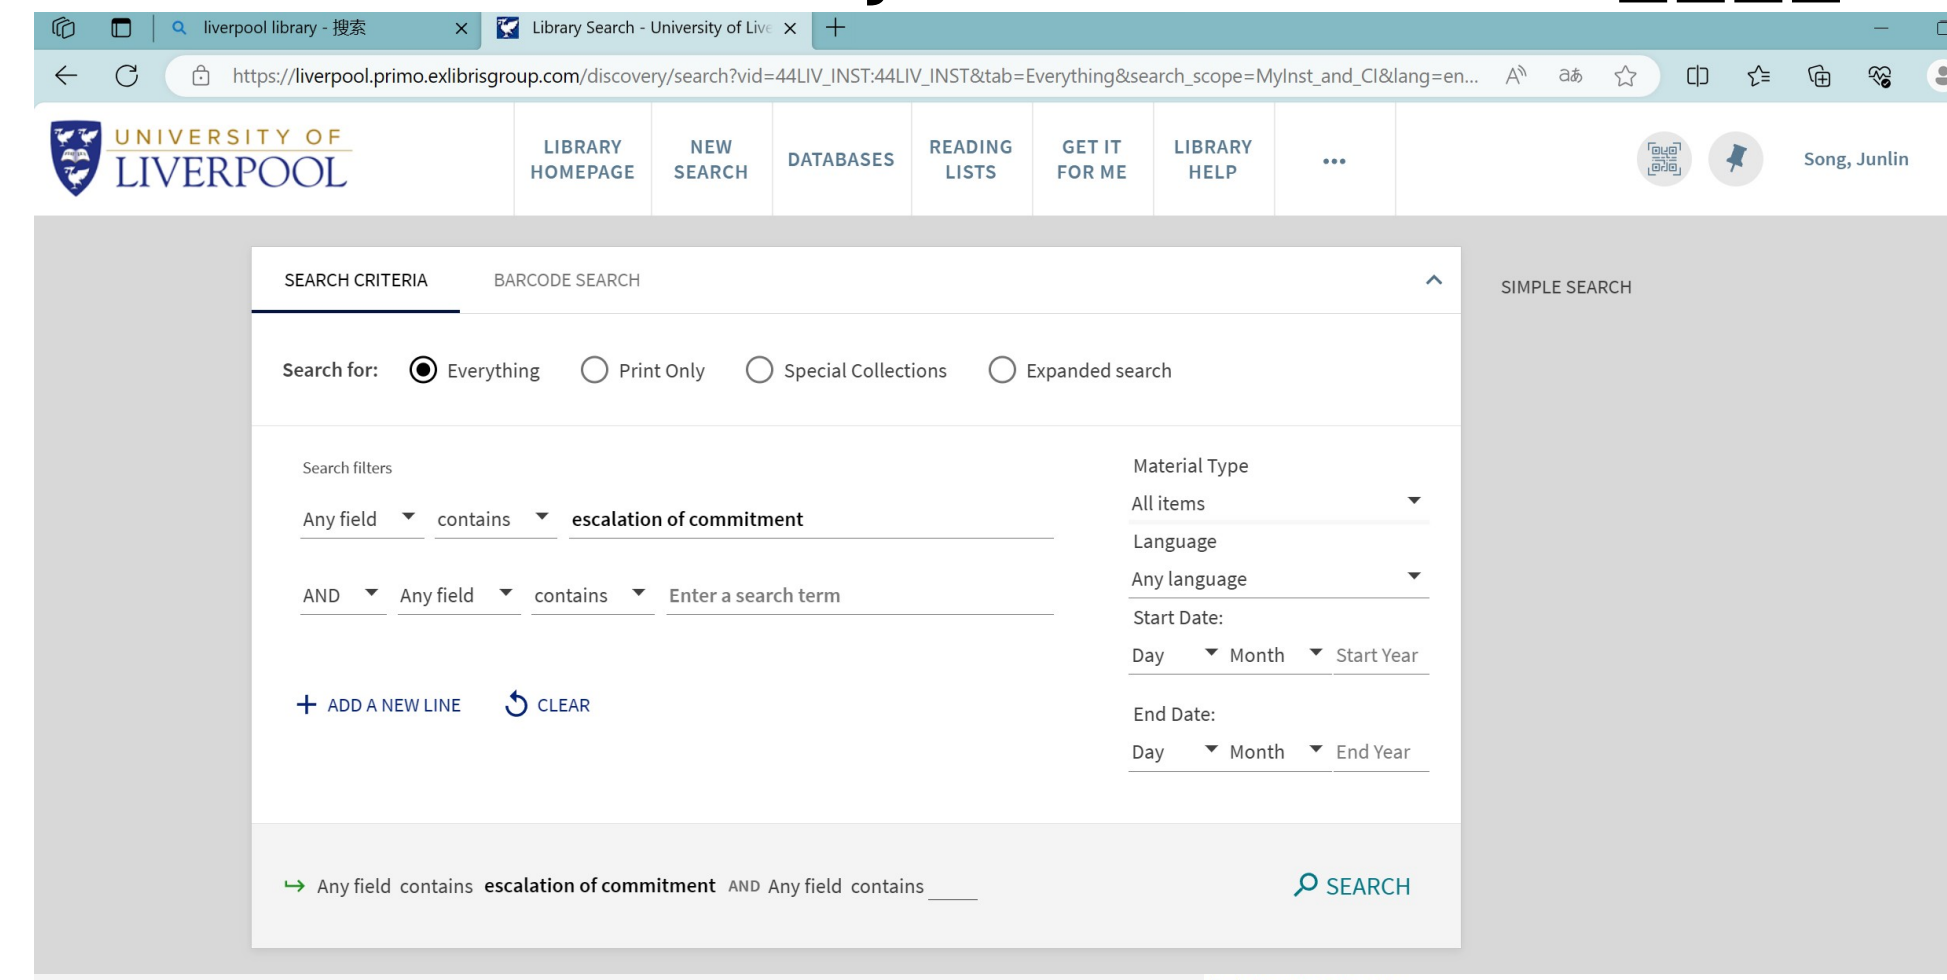 liverpool library - 搜索
Library Search - University of Live
https://liverpool.primo.exlibrisgroup.com/discovery/search?vid=44LIV_INST:44LIV_INST&tab=Everything&search_scope=MyInst_and_CI&lang=en...
UNIVERSITY OF
LIVERPOOL
LIBRARY
HOMEPAGE
NEW
SEARCH
DATABASES
READING
LISTS
GET IT
FOR ME
LIBRARY
HELP
...
Song, Junlin
SEARCH CRITERIA
BARCODE SEARCH
SIMPLE SEARCH
Search for: Everything Print Only Special Collections Expanded search
Search filters
Any field contains escalation of commitment
AND Any field contains Enter a search term
+ ADD A NEW LINE CLEAR
Material Type
All items
Language
Any language
Start Date:
Day Month Start Year
End Date:
Day Month End Year
Any field contains escalation of commitment AND Any field contains
SEARCH